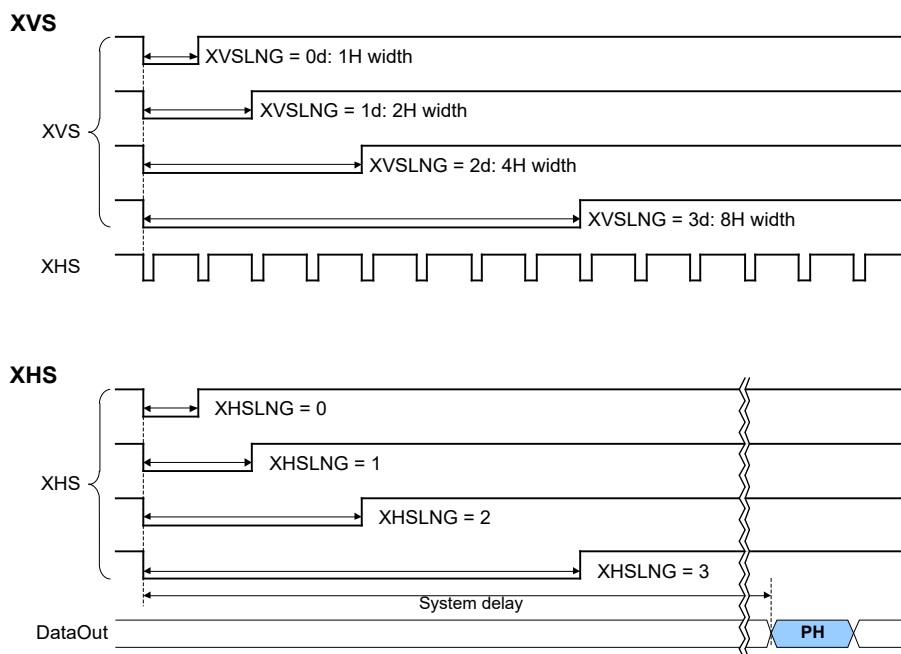 XVS
XVSLNG = 0d: 1H width
XVSLNG = 1d: 2H width
XVS
XVSLNG = 2d: 4H width
XVSLNG = 3d: 8H width
XHS
XHS
XHSLNG = 0
XHSLNG = 1
XHS
XHSLNG = 2
XHSLNG = 3
System delay
DataOut
PH